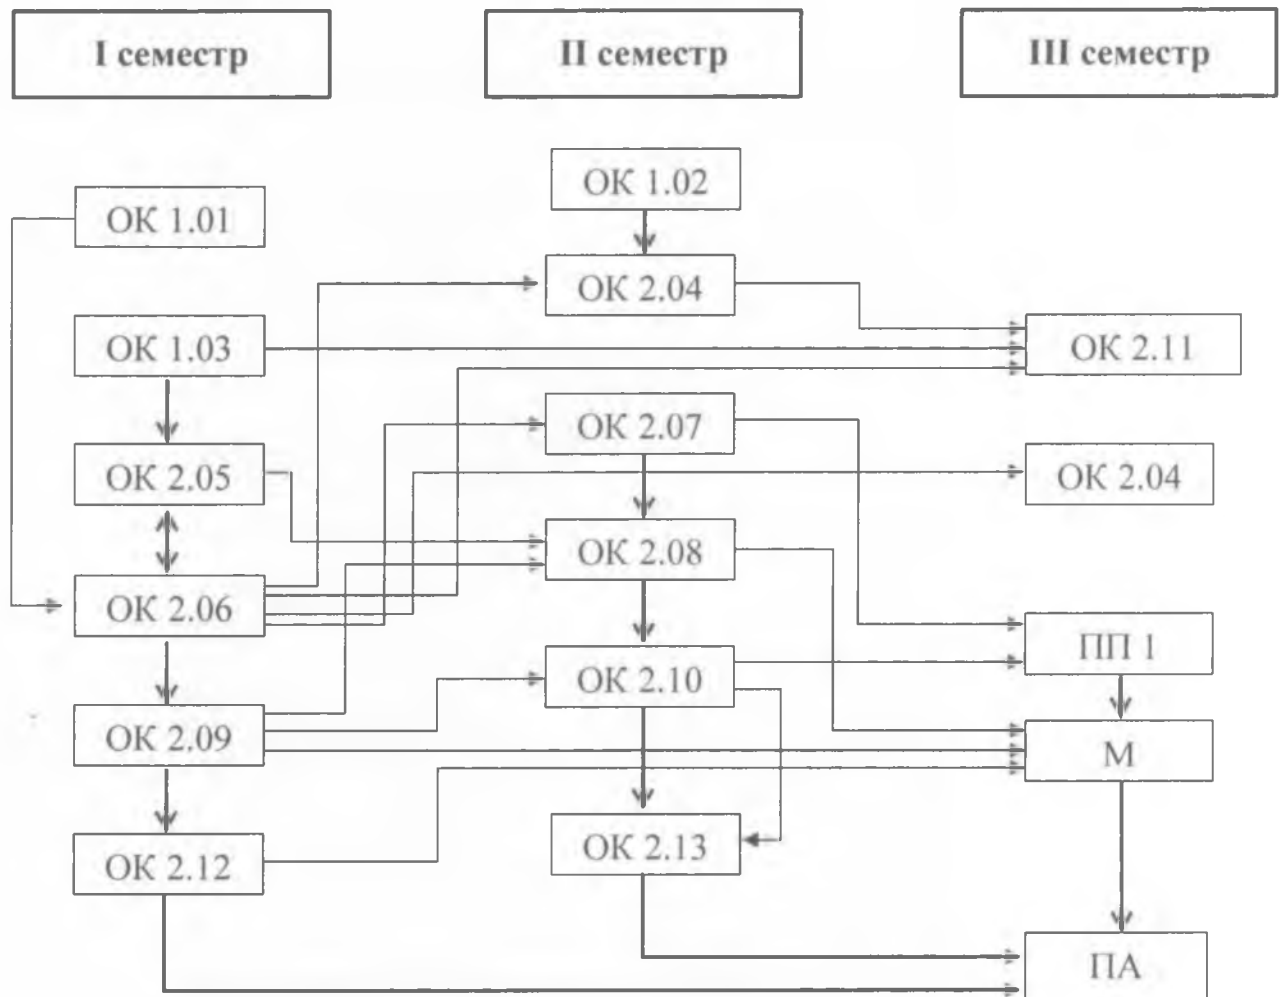 I семестр
II семестр
III семестр
ОК 1.02
ОК 1.01
ОК 2.04
ОК 1.03
ОК 2.11
ОК 2.07
ОК 2.05
ОК 2.04
ОК 2.08
ОК 2.06
ПП 1
ОК 2.10
ОК 2.09
М
ОК 2.13
ОК 2.12
ПА